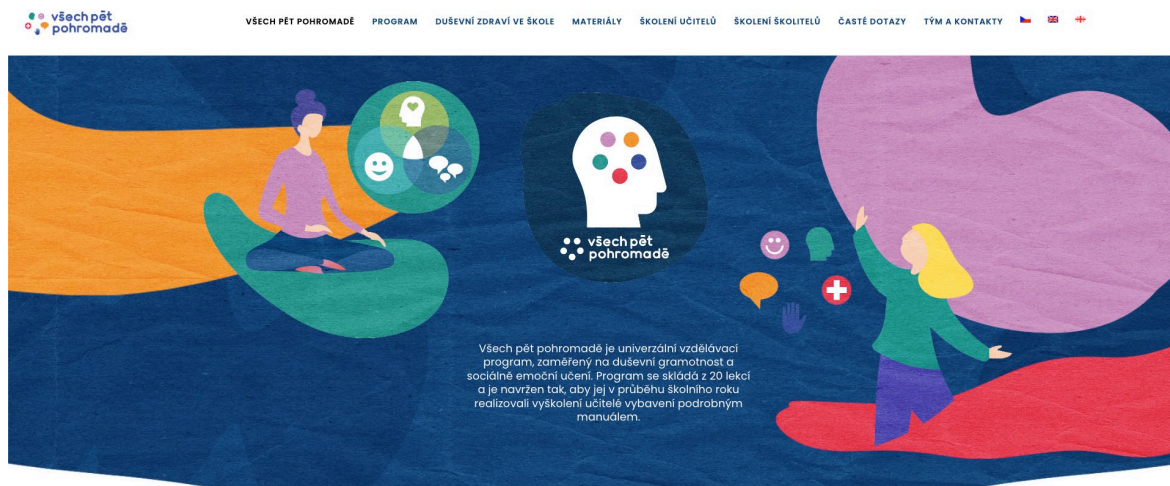 všech pět
pohromadě
VŠECH PĚT POHROMADĚ PROGRAM DUŠEVNÍ ZDRAVÍ VE ŠKOLE MATERIÁLY ŠKOLENÍ UČITELŮ ŠKOLENÍ ŠKOLITELŮ ČASTÉ DOTAZY TÝM A KONTAKTY
všech pět
pohromadě
Všech pět pohromadě je univerzální vzdělávací
program, zaměřený na duševní gramotnost a
sociálně emoční učení. Program se skládá z 20 lekcí
a je navržen tak, aby jej v průběhu školního roku
realizovali vyškolení učitelé vybavení podrobným
manuálem.